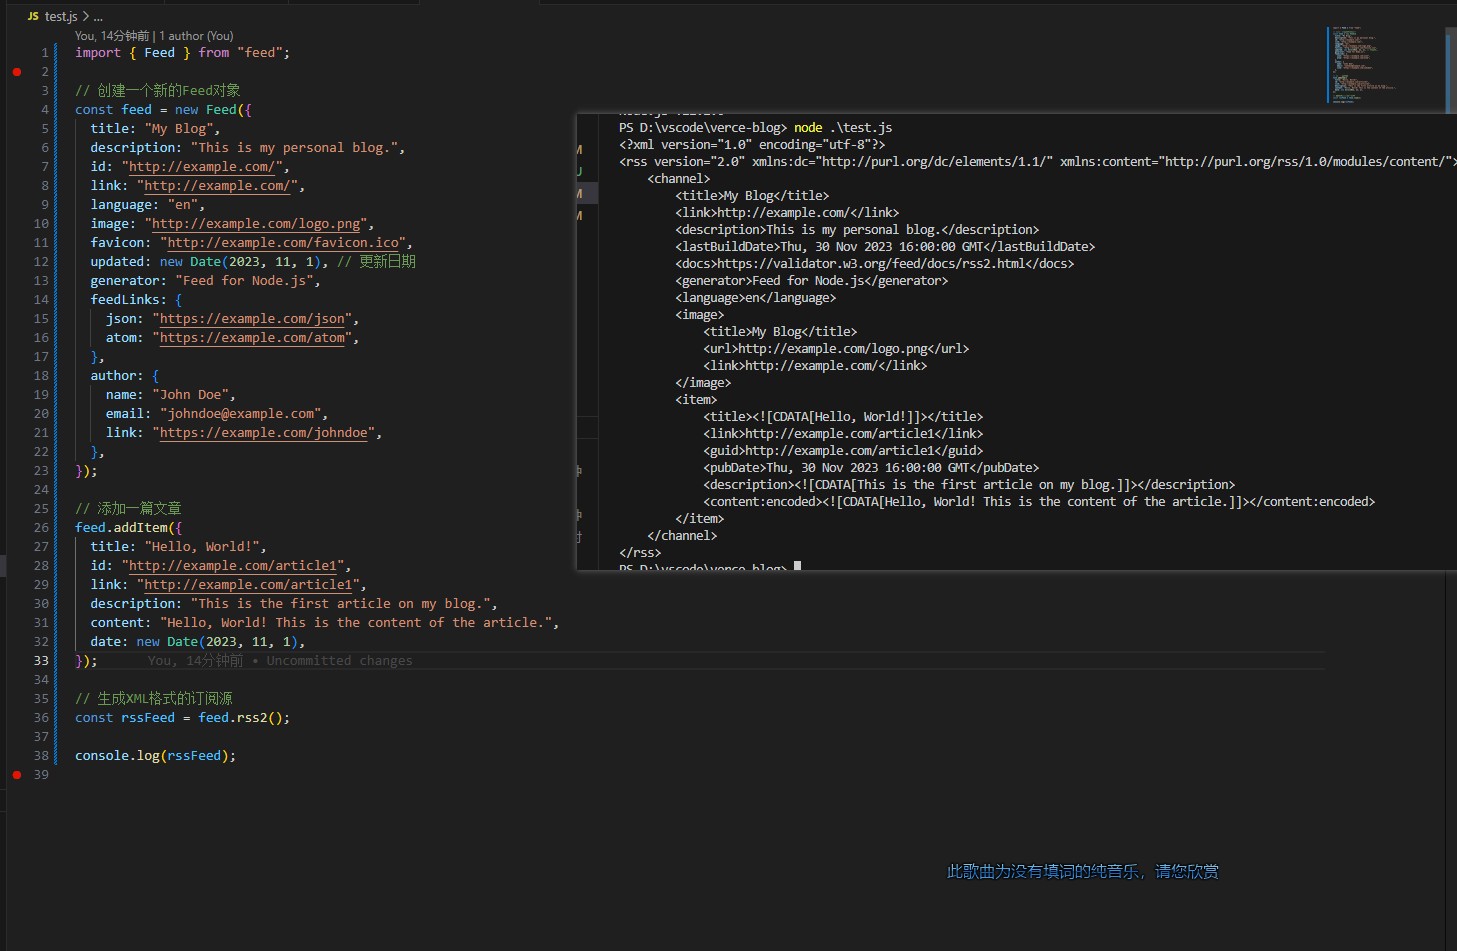 JS test.js > ...
You, 14分钟前 | 1 author (You)
1 import { Feed } from "feed";
2
3 // 创建一个新的Feed对象
4 const feed = new Feed({
5 title: "My Blog",
6 description: "This is my personal blog.",
7 id: "http://example.com/",
8 link: "http://example.com/",
9 language: "en",
10 image: "http://example.com/logo.png",
11 favicon: "http://example.com/favicon.ico",
12 updated: new Date(2023, 11, 1), // 更新日期
13 generator: "Feed for Node.js",
14 feedLinks: {
15 json: "https://example.com/json",
16 atom: "https://example.com/atom",
17 },
18 author: {
19 name: "John Doe",
20 email: "johndoe@example.com",
21 link: "https://example.com/johndoe",
22 },
23 });
24
25 // 添加一篇文章
26 feed.addItem({
27 title: "Hello, World!",
28 id: "http://example.com/article1",
29 link: "http://example.com/article1",
30 description: "This is the first article on my blog.",
31 content: "Hello, World! This is the content of the article.",
32 date: new Date(2023, 11, 1),
33 }); You, 14分钟前 • Uncommitted changes
34
35 // 生成XML格式的订阅源
36 const rssFeed = feed.rss2();
37
38 console.log(rssFeed);
39
M
U
M
M
PS D:\vscode\verce-blog> node .\test.js
<?xml version="1.0" encoding="utf-8"?>
<rss version="2.0" xmlns:dc="http://purl.org/dc/elements/1.1/" xmlns:content="http://purl.org/rss/1.0/modules/content/">
<channel>
<title>My Blog</title>
<link>http://example.com/</link>
<description>This is my personal blog.</description>
<lastBuildDate>Thu, 30 Nov 2023 16:00:00 GMT</lastBuildDate>
<docs>https://validator.w3.org/feed/docs/rss2.html</docs>
<generator>Feed for Node.js</generator>
<language>en</language>
<image>
<title>My Blog</title>
<url>http://example.com/logo.png</url>
<link>http://example.com/</link>
</image>
<item>
<title><![CDATA[Hello, World!]]></title>
<link>http://example.com/article1</link>
<guid>http://example.com/article1</guid>
<pubDate>Thu, 30 Nov 2023 16:00:00 GMT</pubDate>
<description><![CDATA[This is the first article on my blog.]]></description>
<content:encoded><![CDATA[Hello, World! This is the content of the article.]]></content:encoded>
</item>
</channel>
</rss>
PS D:\vscode\verce-blog>
此歌曲为没有填词的纯音乐，请您欣赏